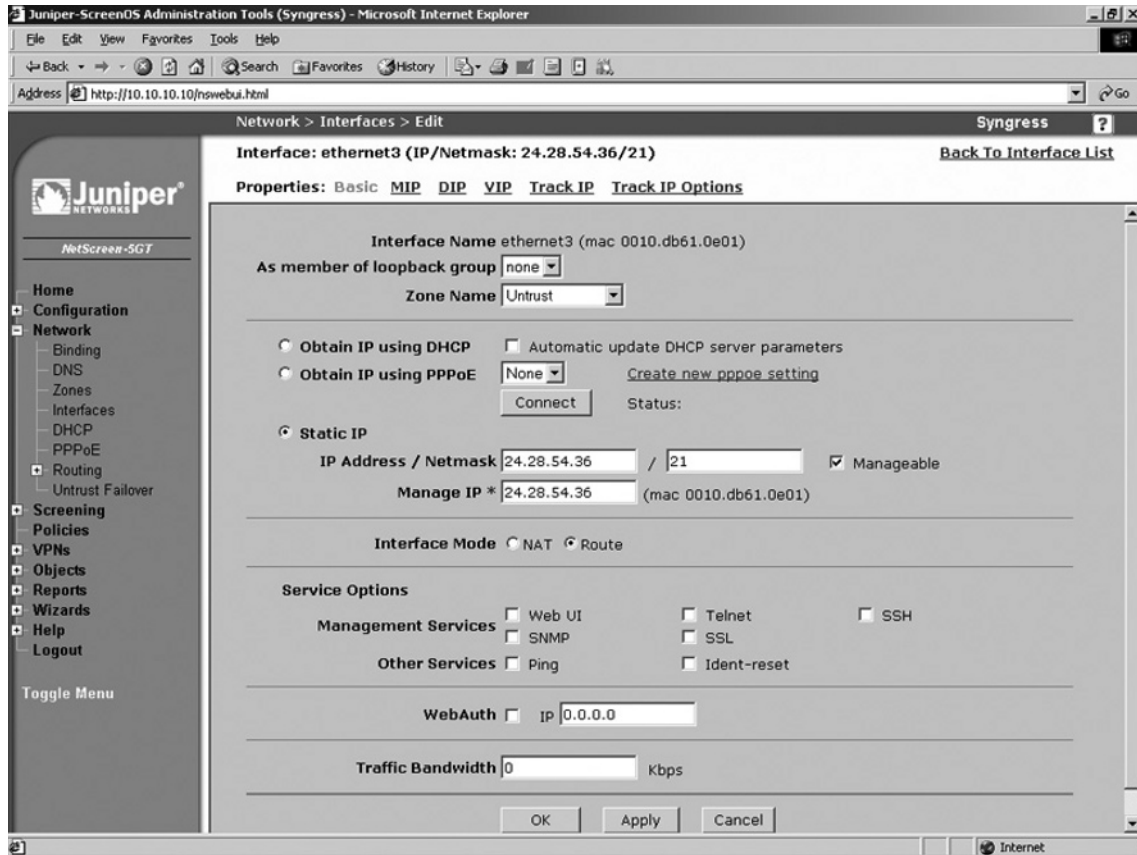 Juniper-ScreenOS Administration Tools (Syngress) - Microsoft Internet Explorer
File Edit View Favorites Tools Help
Back Search Favorites History
Address http://10.10.10.10/nswebui.html Go
Network > Interfaces > Edit Syngress ?
Interface: ethernet3 (IP/Netmask: 24.28.54.36/21) Back To Interface List
Properties: Basic MIP DIP VIP Track IP Track IP Options
Juniper®
NETWORKS
NetScreen-5GT
Home
Configuration
Network
Binding
DNS
Zones
Interfaces
DHCP
PPPoE
Routing
Untrust Failover
Screening
Policies
VPNs
Objects
Reports
Wizards
Help
Logout
Toggle Menu
Interface Name ethernet3 (mac 0010.db61.0e01)
As member of loopback group none
Zone Name Untrust
Obtain IP using DHCP Automatic update DHCP server parameters
Obtain IP using PPPoE None Create new pppoe setting
Connect Status:
Static IP
IP Address / Netmask 24.28.54.36 / 21 Manageable
Manage IP * 24.28.54.36 (mac 0010.db61.0e01)
Interface Mode NAT Route
Service Options
Management Services Web UI Telnet SSH
SNMP SSL
Other Services Ping Ident-reset
WebAuth IP 0.0.0.0
Traffic Bandwidth 0 Kbps
OK Apply Cancel
Internet